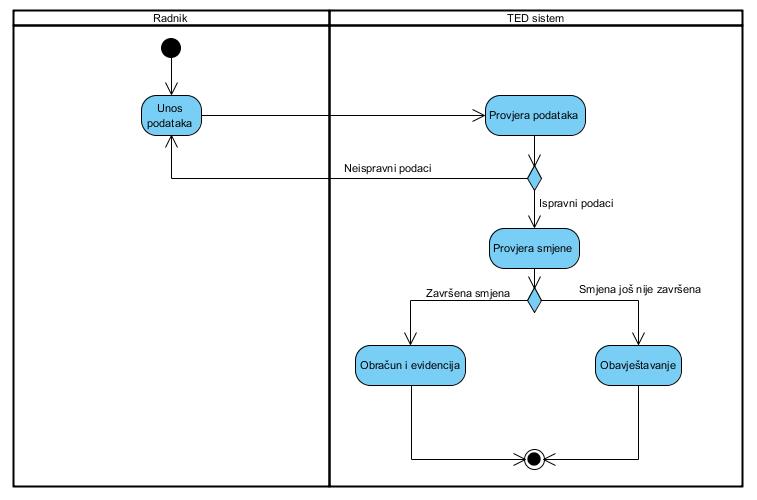 Radnik
TED sistem
Unos
podataka
Provjera podataka
Neispravni podaci
Ispravni podaci
Provjera smjene
Završena smjena
Smjena još nije završena
Obračun i evidencija
Obavještavanje